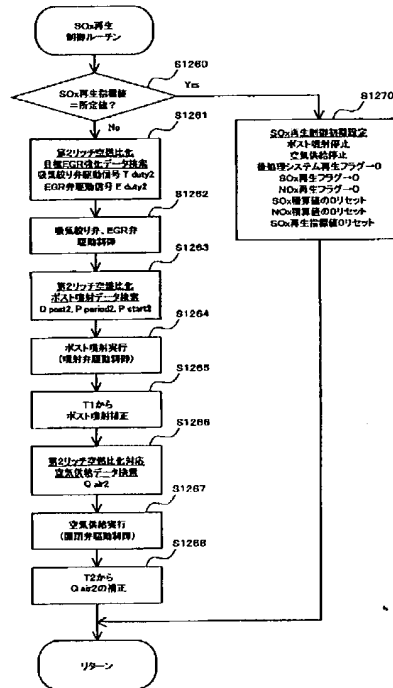 SOx再生
制御ルーチン
S1260
SOx再生指標値
＝所定値？
Yes
No
S1261
第2リッチ空燃比化
目標EGR強化データ検索
吸気絞り弁駆動信号 T duty2
EGR弁駆動信号 E duty2
S1262
吸気絞り弁、EGR弁
駆動制御
S1263
第2リッチ空燃比化
ポスト噴射データ検索
Q post2, P period2, P start2
S1264
ポスト噴射実行
(噴射弁駆動制御)
S1265
T1から
ポスト噴射補正
S1266
第2リッチ空燃比化対応
空気供給データ検索
Q air2
S1267
空気供給実行
(開閉弁駆動制御)
S1268
T2から
Q air2の補正
リターン
S1270
SOx再生制御初期設定
ポスト噴射停止
空気供給停止
後処理システム再生フラグ→0
SOx再生フラグ→0
NOx再生フラグ→0
SOx積算値の0リセット
NOx積算値の0リセット
SOx再生指標値0リセット